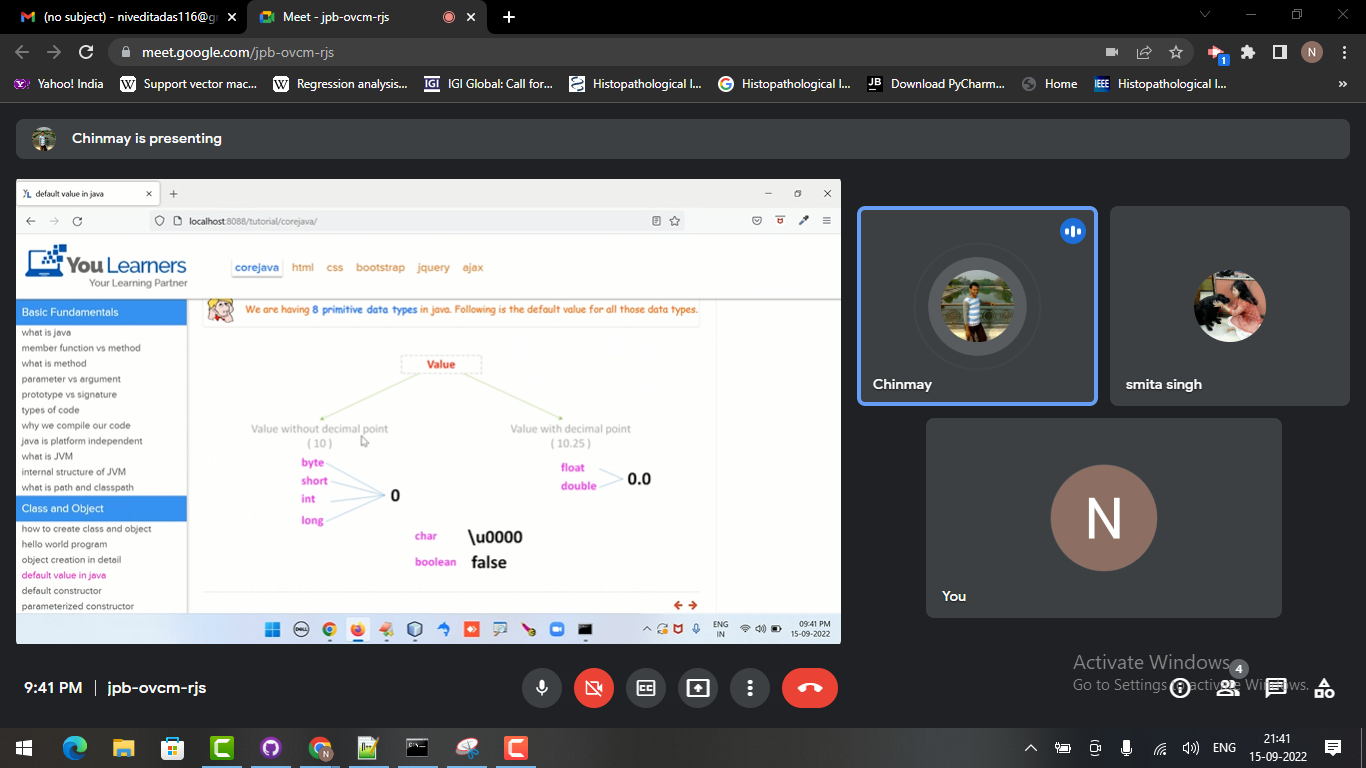 (no subject) - niveditadas116@g
Meet - jpb-ovcm-rjs
meet.google.com/jpb-ovcm-rjs
1
N
Yahoo! India
W
Support vector mac...
W
Regression analysis...
IGI
IGI Global: Call for...
Histopathological I...
G
Histopathological I...
JB
Download PyCharm...
Home
IEEE
Histopathological I...
»
Chinmay is presenting
YL
default value in java
localhost:8088/tutorial/corejava/
You Learners
Your Learning Partner
corejava html css bootstrap jquery ajax
Basic Fundamentals
what is java
member function vs method
what is method
parameter vs argument
prototype vs signature
types of code
why we compile our code
java is platform independent
what is JVM
internal structure of JVM
what is path and classpath
Class and Object
how to create class and object
hello world program
object creation in detail
default value in java
default constructor
parameterized constructor
We are having 8 primitive data types in java. Following is the default value for all those data types.
Value
Value without decimal point
( 10 )
Value with decimal point
( 10.25 )
byte
short
int
long
0
float
double
0.0
char \u0000
boolean false
DELL
ENG
IN
09:41 PM
15-09-2022
Chinmay
smita singh
N
You
9:41 PM | jpb-ovcm-rjs
CC
4
Activate Windows
Go to Settings to activate Windows.
C
N
C
ENG
21:41
15-09-2022